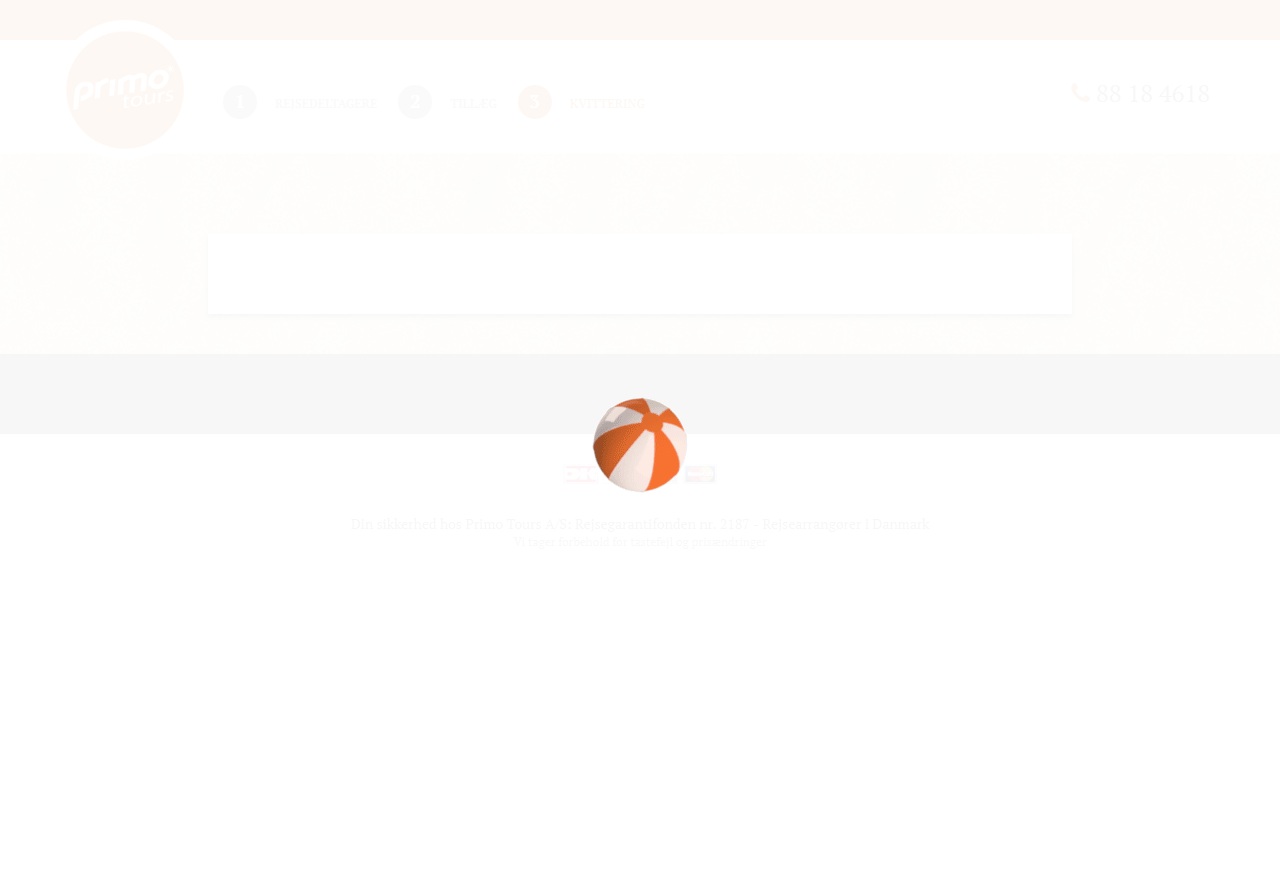 primo
tours
1 REJSEDELTAGERE 2 TILLÆG 3 KVITTERING
88 18 4618
Din sikkerhed hos Primo Tours A/S: Rejsegarantifonden nr. 2187 - Rejsearrangører i Danmark
Vi tager forbehold for tastefejl og prisændringer.